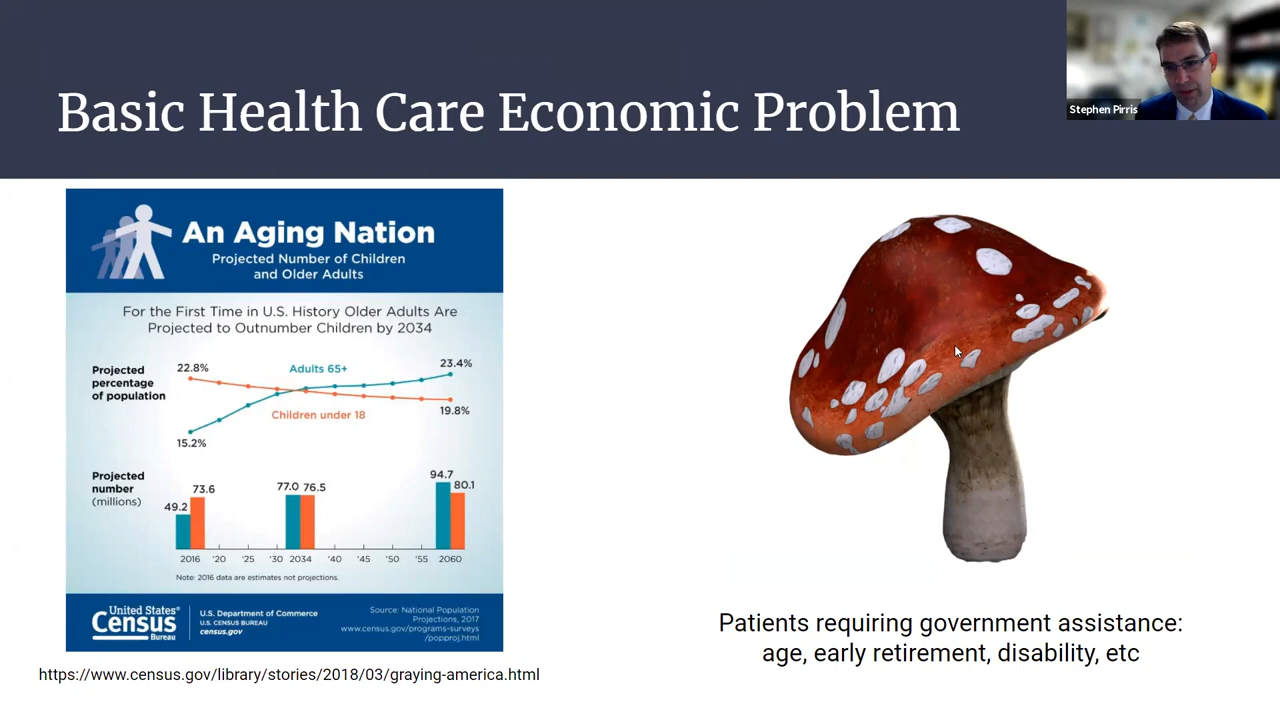 Basic Health Care Economic Problem
Stephen Pirris
An Aging Nation
Projected Number of Children
and Older Adults
For the First Time in U.S. History Older Adults Are
Projected to Outnumber Children by 2034
Projected
percentage
of population
22.8%
Adults 65+
23.4%
Children under 18
19.8%
15.2%
Projected
number
(millions)
49.2
73.6
77.0 76.5
94.7
80.1
2016 '20 '25 '30 2034 '40 '45 '50 '55 2060
Note: 2016 data are estimates not projections.
United States®
Census
Bureau
U.S. Department of Commerce
U.S. CENSUS BUREAU
census.gov
Source: National Population
Projections, 2017
www.census.gov/programs-surveys
/popproj.html
https://www.census.gov/library/stories/2018/03/graying-america.html
Patients requiring government assistance:
age, early retirement, disability, etc